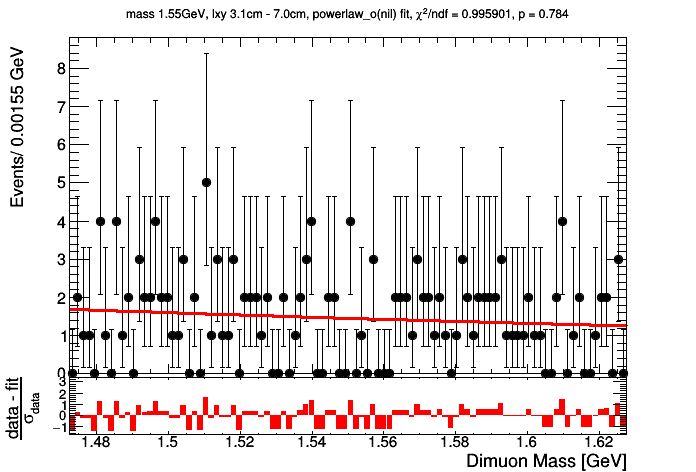 mass 1.55GeV, lxy 3.1cm - 7.0cm, powerlaw_o(nil) fit, χ²/ndf = 0.995901, p = 0.784
Events/ 0.00155 GeV
8
7
6
5
4
3
2
1
0
data - fit
σdata
3
2
1
0
−1
1.48 1.5 1.52 1.54 1.56 1.58 1.6 1.62
Dimuon Mass [GeV]